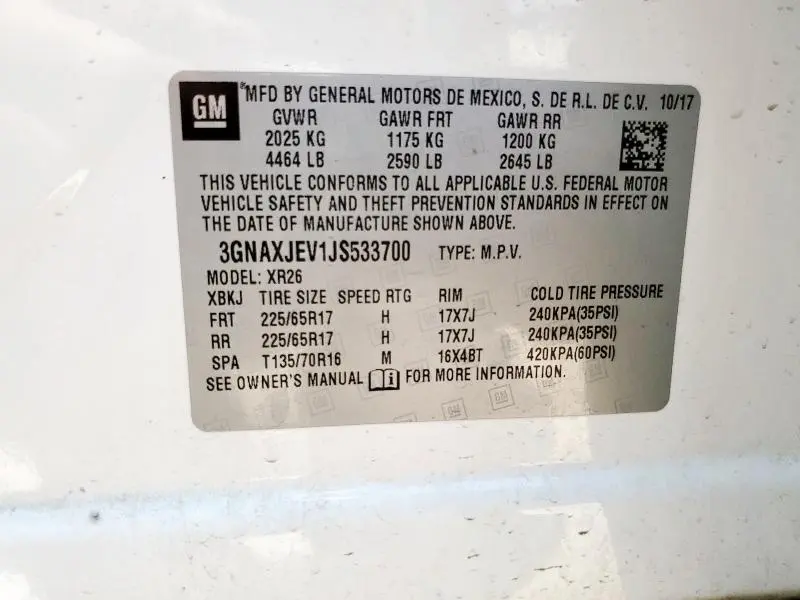 GM ® MFD BY GENERAL MOTORS DE MEXICO, S. DE R.L. DE C.V. 10/17
GVWR GAWR FRT GAWR RR
2025 KG 1175 KG 1200 KG
4464 LB 2590 LB 2645 LB
THIS VEHICLE CONFORMS TO ALL APPLICABLE U.S. FEDERAL MOTOR
VEHICLE SAFETY AND THEFT PREVENTION STANDARDS IN EFFECT ON
THE DATE OF MANUFACTURE SHOWN ABOVE.
3GNAXJEV1JS533700 TYPE: M.P.V.
MODEL: XR26
XBKJ TIRE SIZE SPEED RTG RIM COLD TIRE PRESSURE
FRT 225/65R17 H 17X7J 240KPA(35PSI)
RR 225/65R17 H 17X7J 240KPA(35PSI)
SPA T135/70R16 M 16X4BT 420KPA(60PSI)
SEE OWNER'S MANUAL i FOR MORE INFORMATION.